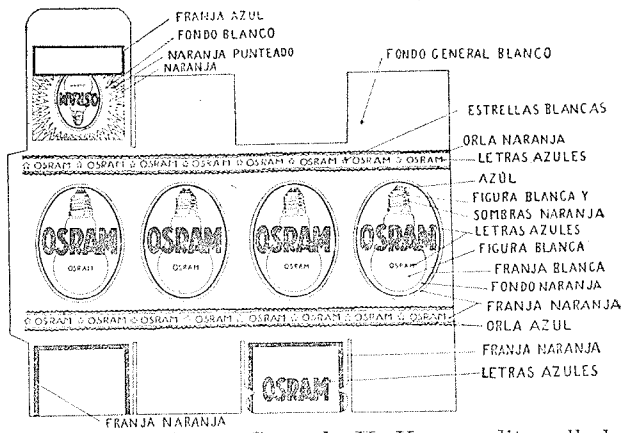 FRANJA AZUL
FONDO BLANCO
NARANJA PUNTEADO
NARANJA
FONDO GENERAL BLANCO
OSRAM
ESTRELLAS BLANCAS
ORLA NARANJA
OSRAM ☆ OSRAM ☆ OSRAM ☆ OSRAM ☆ OSRAM ☆ OSRAM ☆ OSRAM ☆ OSRAM
LETRAS AZULES
AZUL
FIGURA BLANCA Y
SOMBRAS NARANJA
LETRAS AZULES
OSRAM OSRAM OSRAM OSRAM
FIGURA BLANCA
OSRAM OSRAM OSRAM OSRAM
FRANJA BLANCA
FONDO NARANJA
FRANJA NARANJA
OSRAM ☆ OSRAM ☆ OSRAM ☆ OSRAM ☆ OSRAM ☆ OSRAM ☆ OSRAM ☆ OSRAM
ORLA AZUL
FRANJA NARANJA
LETRAS AZULES
OSRAM
FRANJA NARANJA